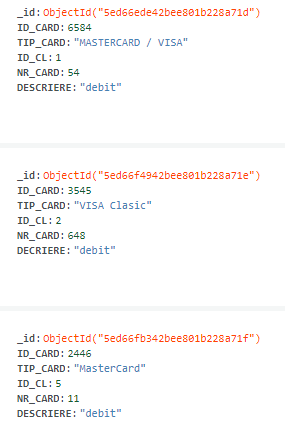 _id: ObjectId("5ed66ede42bee801b228a71d")
ID_CARD: 6584
TIP_CARD: "MASTERCARD / VISA"
ID_CL: 1
NR_CARD: 54
DESCRIERE: "debit"
_id: ObjectId("5ed66f4942bee801b228a71e")
ID_CARD: 3545
TIP_CARD: "VISA Clasic"
ID_CL: 2
NR_CARD: 648
DECRIERE: "debit"
_id: ObjectId("5ed66fb342bee801b228a71f")
ID_CARD: 2446
TIP_CARD: "MasterCard"
ID_CL: 5
NR_CARD: 11
DESCRIERE: "debit"